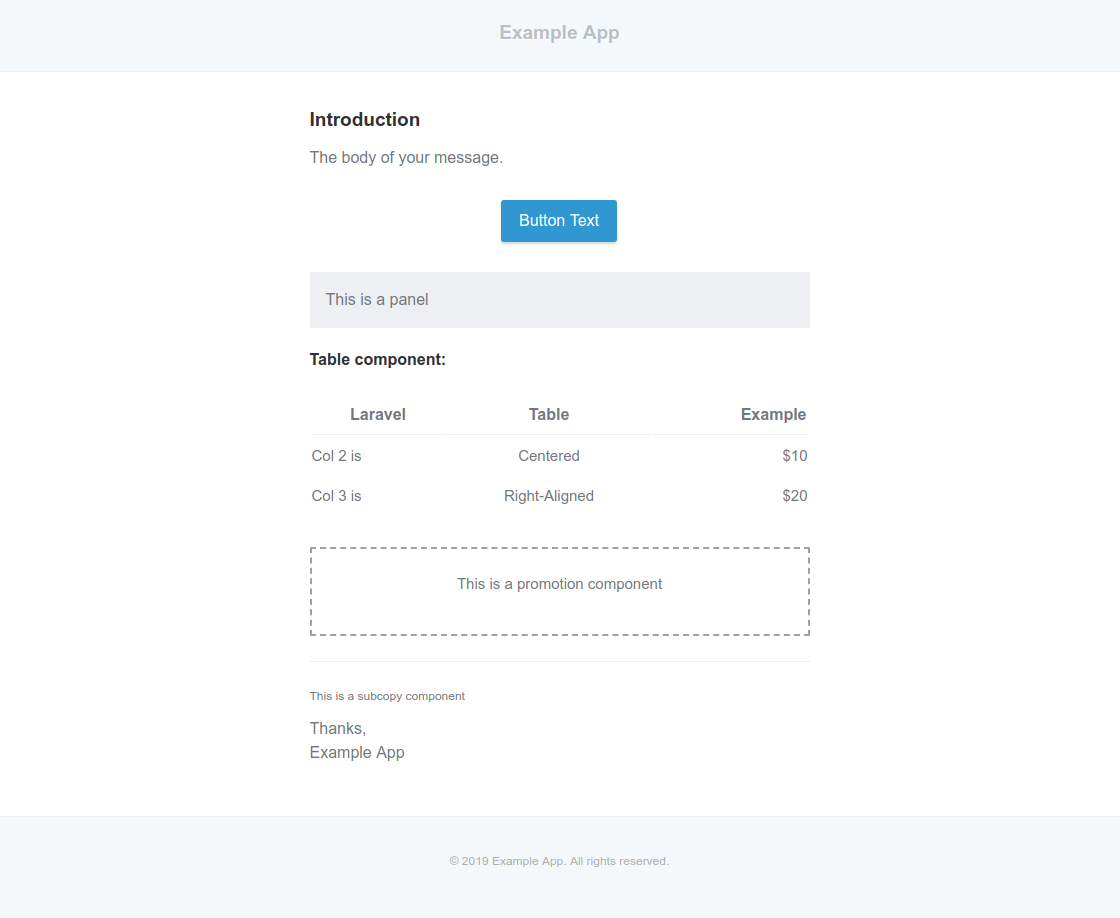 Example App
Introduction
The body of your message.
Button Text
This is a panel
Table component:
Laravel Table Example
Col 2 is Centered $10
Col 3 is Right-Aligned $20
This is a promotion component
This is a subcopy component
Thanks,
Example App
© 2019 Example App. All rights reserved.